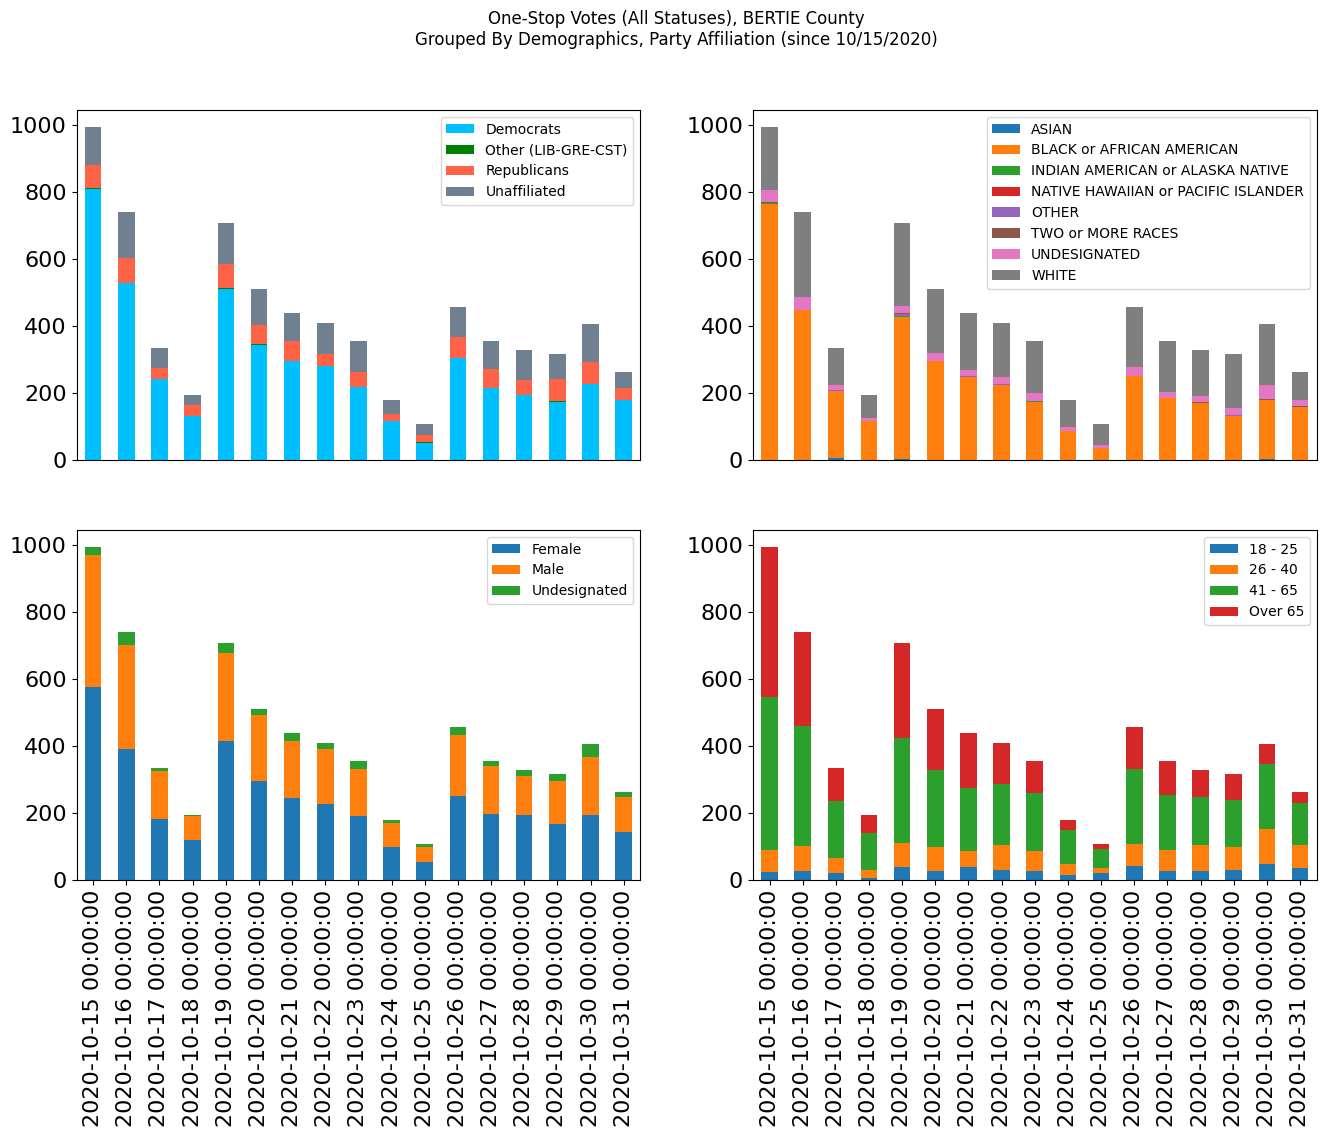 One-Stop Votes (All Statuses), BERTIE County
Grouped By Demographics, Party Affiliation (since 10/15/2020)
1000
800
600
400
200
0
Democrats
Other (LIB-GRE-CST)
Republicans
Unaffiliated
1000
800
600
400
200
0
ASIAN
BLACK or AFRICAN AMERICAN
INDIAN AMERICAN or ALASKA NATIVE
NATIVE HAWAIIAN or PACIFIC ISLANDER
OTHER
TWO or MORE RACES
UNDESIGNATED
WHITE
1000
800
600
400
200
0
Female
Male
Undesignated
2020-10-15 00:00:00
2020-10-16 00:00:00
2020-10-17 00:00:00
2020-10-18 00:00:00
2020-10-19 00:00:00
2020-10-20 00:00:00
2020-10-21 00:00:00
2020-10-22 00:00:00
2020-10-23 00:00:00
2020-10-24 00:00:00
2020-10-25 00:00:00
2020-10-26 00:00:00
2020-10-27 00:00:00
2020-10-28 00:00:00
2020-10-29 00:00:00
2020-10-30 00:00:00
2020-10-31 00:00:00
1000
800
600
400
200
0
18 - 25
26 - 40
41 - 65
Over 65
2020-10-15 00:00:00
2020-10-16 00:00:00
2020-10-17 00:00:00
2020-10-18 00:00:00
2020-10-19 00:00:00
2020-10-20 00:00:00
2020-10-21 00:00:00
2020-10-22 00:00:00
2020-10-23 00:00:00
2020-10-24 00:00:00
2020-10-25 00:00:00
2020-10-26 00:00:00
2020-10-27 00:00:00
2020-10-28 00:00:00
2020-10-29 00:00:00
2020-10-30 00:00:00
2020-10-31 00:00:00